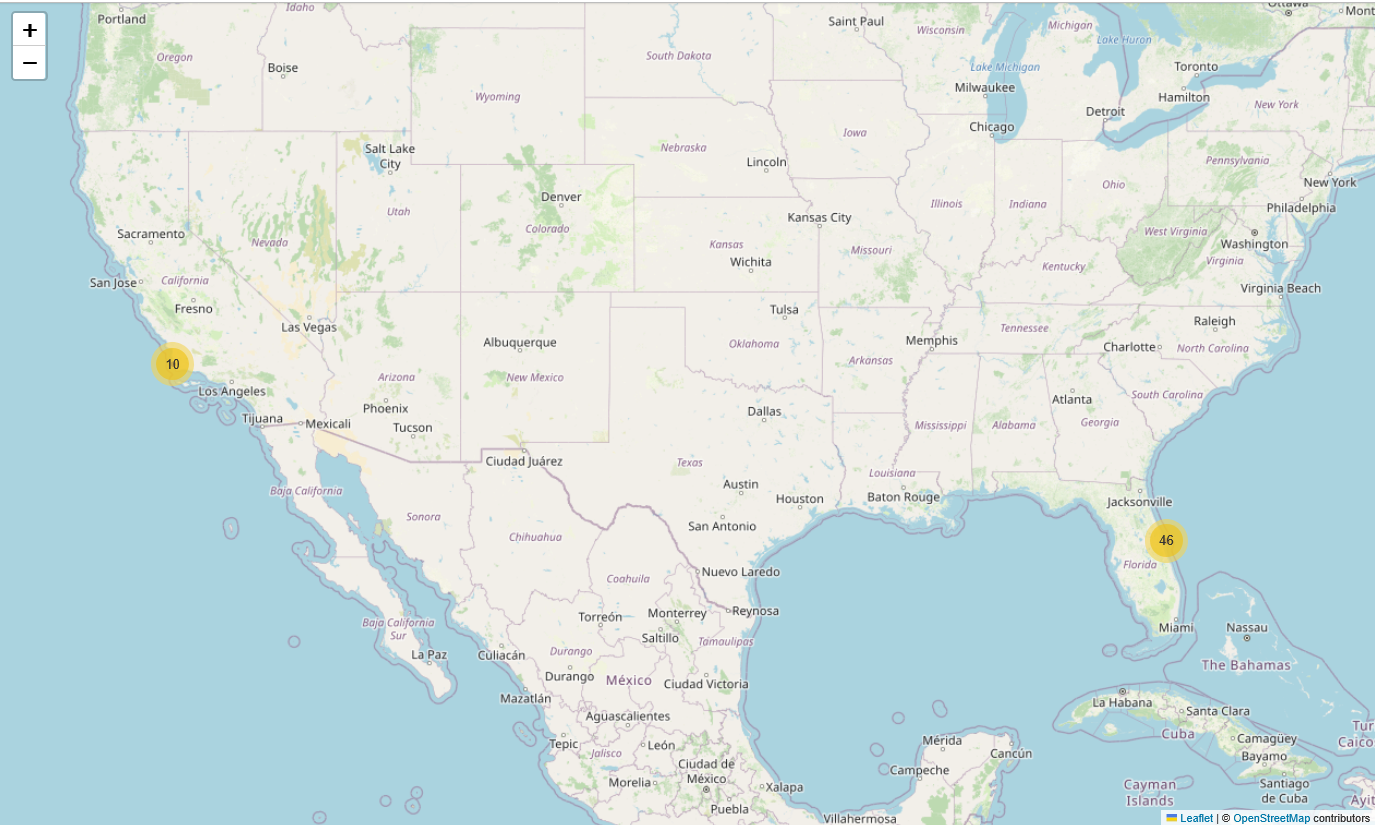 +
−
Portland
Idaho
Oregon
Boise
Wyoming
South Dakota
Saint Paul
Wisconsin
Michigan
Ottawa
Mont
Lake Huron
Lake Michigan
Toronto
Milwaukee
Hamilton
Detroit
New York
Chicago
Iowa
Nebraska
Salt Lake
City
Lincoln
Pennsylvania
New York
Ohio
Denver
Utah
Colorado
Illinois
Indiana
Philadelphia
Kansas City
Sacramento
Nevada
Kansas
Missouri
West Virginia
Washington
Wichita
Virginia
Kentucky
San Jose
California
Virginia Beach
Fresno
Tulsa
Las Vegas
Raleigh
Tennessee
Albuquerque
Oklahoma
Memphis
Charlotte
North Carolina
10
Arkansas
Arizona
New Mexico
Los Angeles
South Carolina
Atlanta
Phoenix
Dallas
Tijuana
Mexicali
Tucson
Mississippi
Alabama
Georgia
Ciudad Juárez
Texas
Louisiana
Baja California
Austin
Houston
Baton Rouge
Jacksonville
Sonora
San Antonio
Chihuahua
46
Florida
Coahuila
Nuevo Laredo
Torreón
Monterrey
Reynosa
Baja California
Sur
Saltillo
Tamaulipas
Miami
Nassau
La Paz
Culiacán
Durango
The Bahamas
Durango
México
Ciudad Victoria
Mazatlán
La Habana
Santa Clara
Aguascalientes
Tur
Caico
Cuba
Camagüey
Tepic
Jalisco
León
Mérida
Cancún
Bayamo
Ciudad de
México
Campeche
Morelia
Xalapa
Cayman
Islands
Santiago
de Cuba
Ayit
Puebla
Villahermosa
Leaflet | © OpenStreetMap contributors